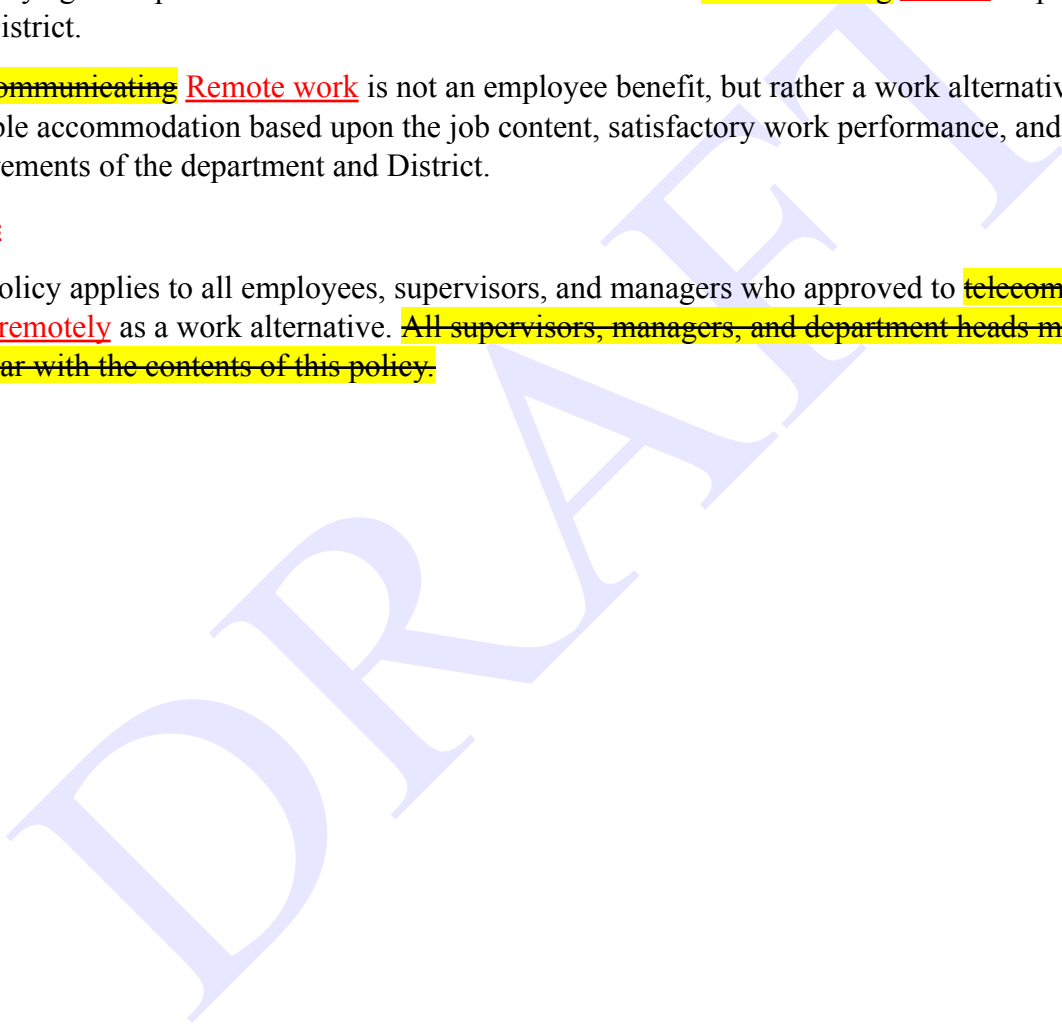 istrict.
ommunicating Remote work is not an employee benefit, but rather a work alternativ
ple accommodation based upon the job content, satisfactory work performance, and
ements of the department and District.
olicy applies to all employees, supervisors, and managers who approved to telecom
remotely as a work alternative. All supervisors, managers, and department heads m
ar with the contents of this policy.
DRAFT